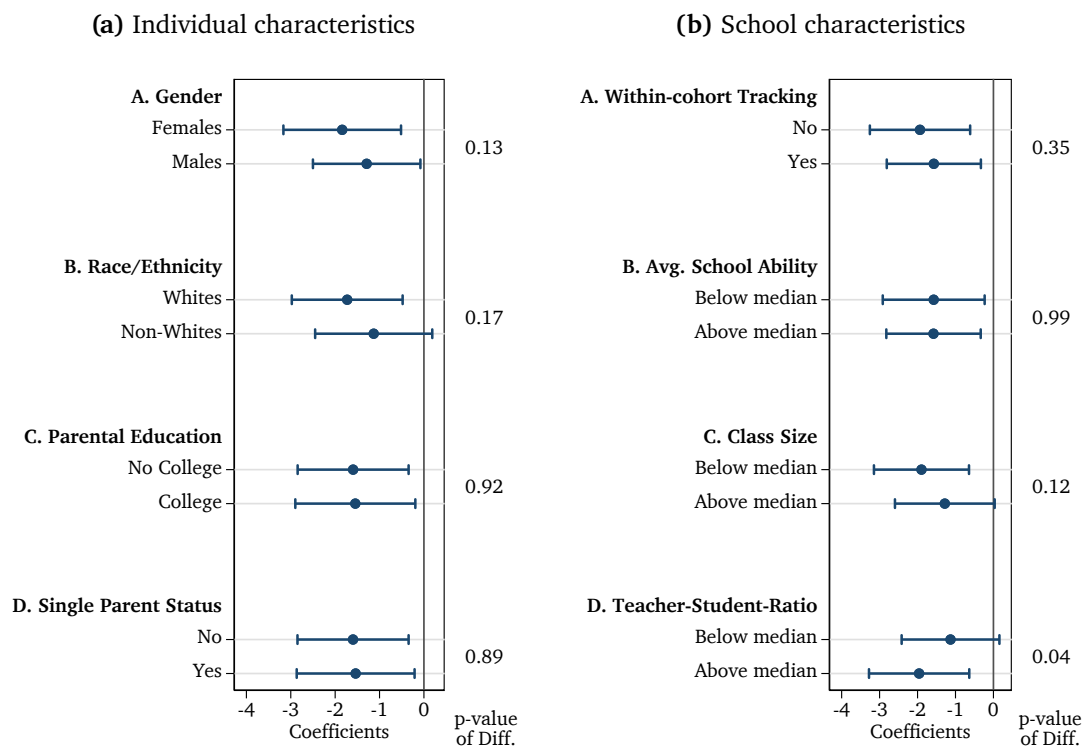 (a) Individual characteristics
A. Gender
Females
Males
0.13
B. Race/Ethnicity
Whites
Non-Whites
0.17
C. Parental Education
No College
College
0.92
D. Single Parent Status
No
Yes
0.89
-4 -3 -2 -1 0
Coefficients
p-value
of Diff.
(b) School characteristics
A. Within-cohort Tracking
No
Yes
0.35
B. Avg. School Ability
Below median
Above median
0.99
C. Class Size
Below median
Above median
0.12
D. Teacher-Student-Ratio
Below median
Above median
0.04
-4 -3 -2 -1 0
Coefficients
p-value
of Diff.